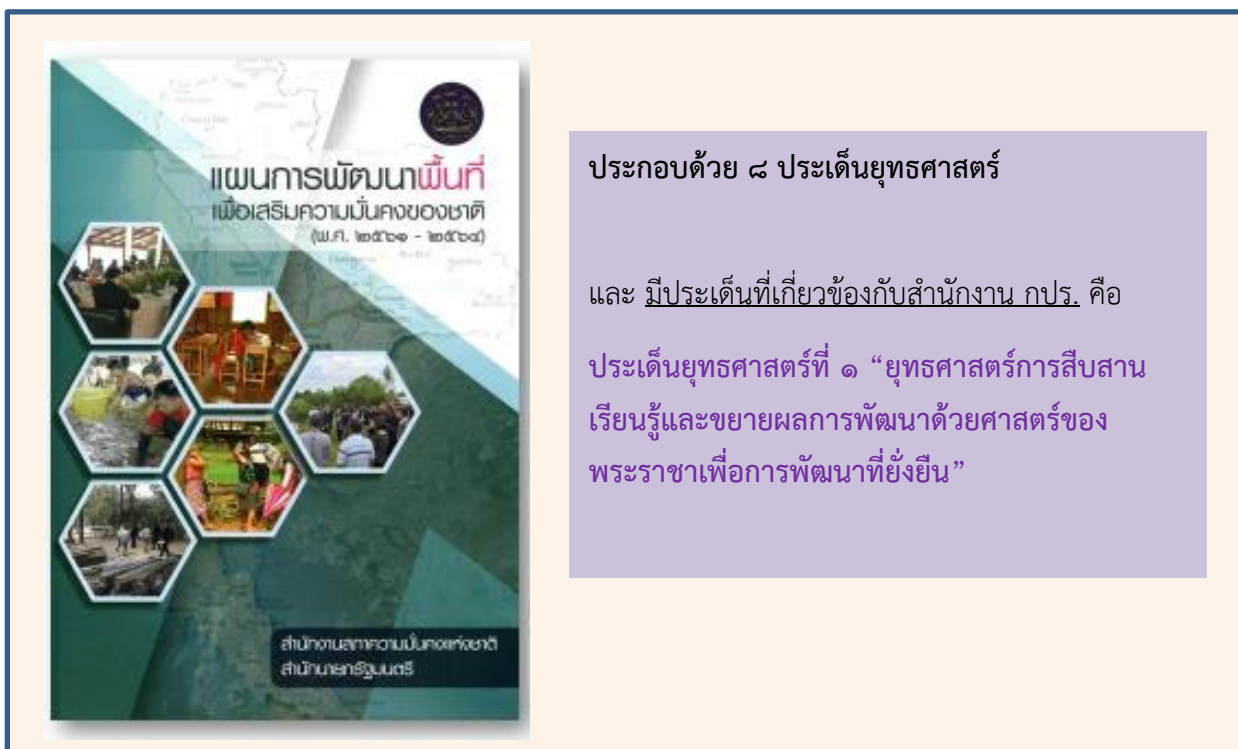 แผนการพัฒนาพื้นที่
เพื่อเสริมความมั่นคงของชาติ
(พ.ศ. ๒๕๖๑ - ๒๕๖๔)
สำนักงานสภาความมั่นคงแห่งชาติ
สำนักนายกรัฐมนตรี
ประกอบด้วย ๘ ประเด็นยุทธศาสตร์
และ มีประเด็นที่เกี่ยวข้องกับสำนักงาน กปร. คือ
ประเด็นยุทธศาสตร์ที่ ๑ “ยุทธศาสตร์การสืบสาน
เรียนรู้และขยายผลการพัฒนาด้วยศาสตร์ของ
พระราชาเพื่อการพัฒนาที่ยั่งยืน”